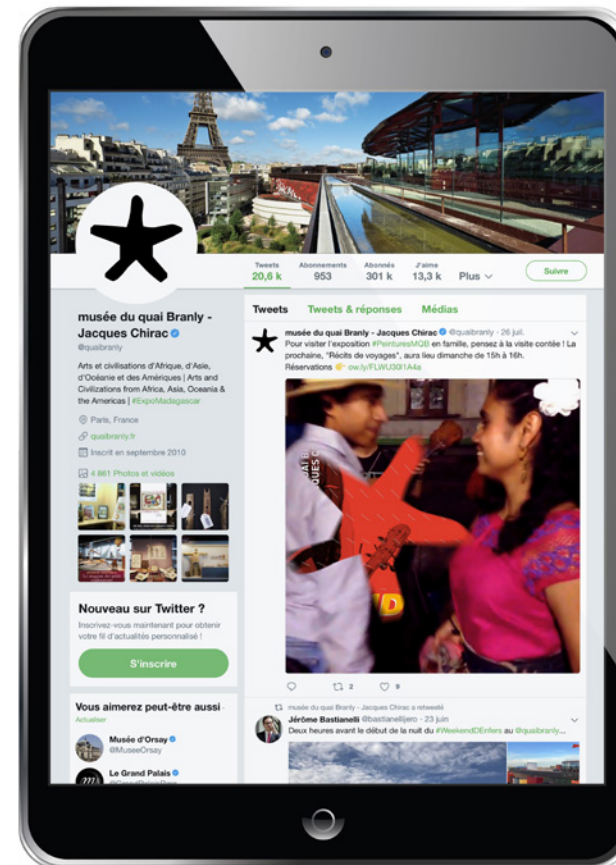 Tweets
20,6 k
Abonnements
953
Abonnés
301 k
J'aime
13,3 k
Plus
Suivre
musée du quai Branly -
Jacques Chirac
@quaibranly
Arts et civilisations d'Afrique, d'Asie,
d'Océanie et des Amériques | Arts and
Civilizations from Africa, Asia, Oceania &
the Americas | #ExpoMadagascar
Paris, France
quaibranly.fr
Inscrit en septembre 2010
4 861 Photos et vidéos
Nouveau sur Twitter ?
Inscrivez-vous maintenant pour obtenir
votre fil d'actualités personnalisé !
S'inscrire
Vous aimerez peut-être aussi ·
Actualiser
Musée d'Orsay
@MuseeOrsay
Le Grand Palais
Tweets Tweets & réponses Médias
musée du quai Branly - Jacques Chirac @quaibranly · 26 juil.
Pour visiter l'exposition #PeinturesMQB en famille, pensez à la visite contée ! La
prochaine, "Récits de voyages", aura lieu dimanche de 15h à 16h.
Réservations 👉 ow.ly/FLWU30l1A4a
2
9
musée du quai Branly - Jacques Chirac a retweeté
Jérôme Bastianelli @bastianellijero · 23 juin
Deux heures avant le début de la nuit du #WeekendDEnters au @quaibranly...